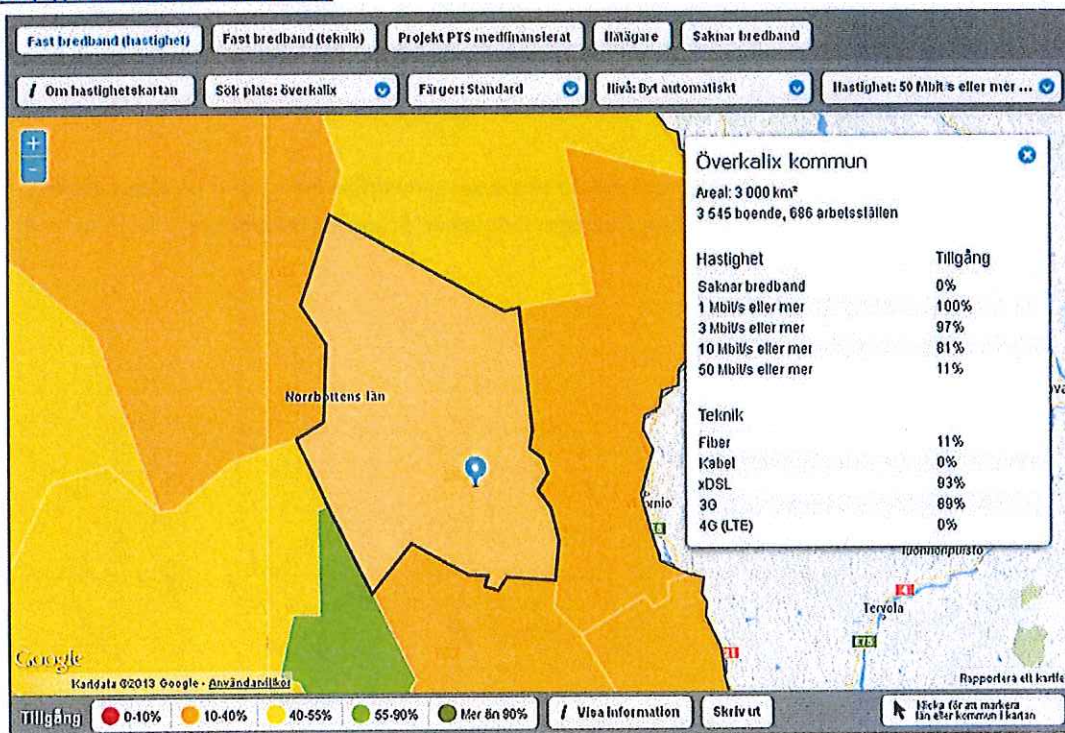 Fast bredband (hastighet) Fast bredband (teknik) Projekt PTS medfinansierat Nätägare Saknar bredband
i Om hastighetskartan Sök plats: överkalix Färger: Standard Nivå: Byt automatiskt Hastighet: 50 Mbit/s eller mer ...
+
-
Överkalix kommun
Areal: 3 000 km²
3 545 boende, 686 arbetsställen
Hastighet Tillgång
Saknar bredband 0%
1 Mbit/s eller mer 100%
3 Mbit/s eller mer 97%
10 Mbit/s eller mer 81%
50 Mbit/s eller mer 11%
Teknik
Fiber 11%
Kabel 0%
xDSL 93%
3G
4G (LTE) 0%
Norrbottens län
Tervola
E75
Google
Kartdata ©2013 Google - Användarvillkor
Rapportera ett kartfe
Tillgång 0-10% 10-40% 40-55% 55-90% Mer än 90% i Visa information Skriv ut Klicka för att markera
län eller kommun i kartan